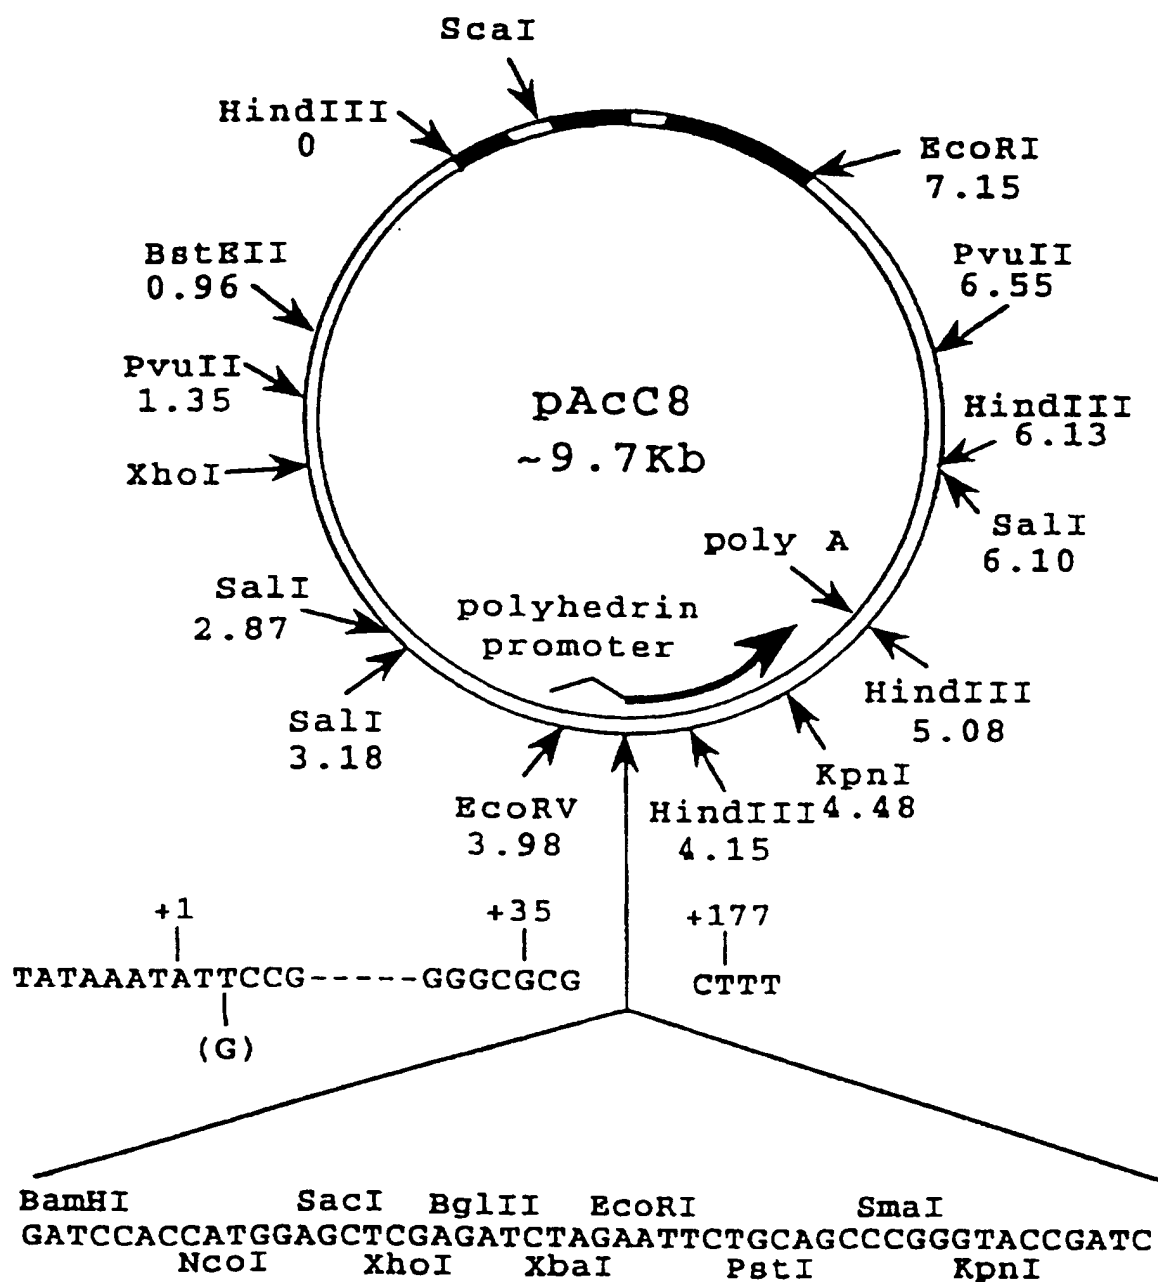 ScaI
HindIII
0
EcoRI
7.15
BstEII
0.96
PvuII
6.55
PvuII
1.35
pAcC8
~9.7Kb
HindIII
6.13
XhoI
SalI
6.10
poly A
SalI
2.87
polyhedrin
promoter
HindIII
5.08
SalI
3.18
KpnI
4.48
EcoRV
3.98
HindIII
4.15
+1
+35
+177
TATAAATATTCCG-----GGGCGCG
CTTT
(G)
BamHI SacI BglII EcoRI SmaI
GATCCACCATGGAGCTCGAGATCTAGAATTCTGCAGCCCGGGTACCGATC
NcoI XhoI XbaI PstI KpnI